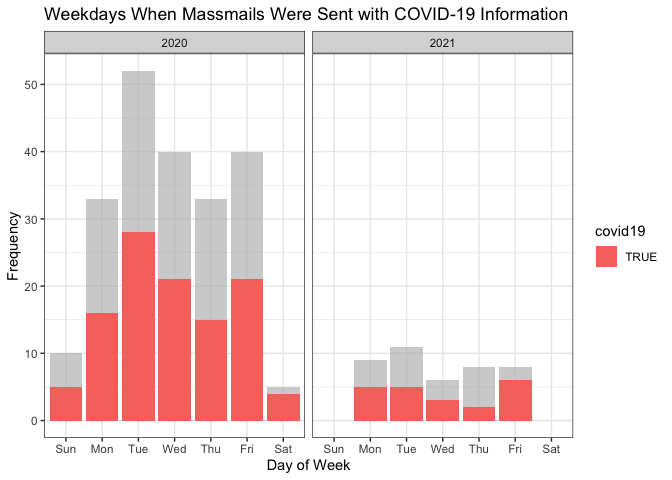 Weekdays When Massmails Were Sent with COVID-19 Information
2020
2021
50
40
30
20
10
0
Frequency
Sun Mon Tue Wed Thu Fri Sat
Sun Mon Tue Wed Thu Fri Sat
Day of Week
covid19
TRUE